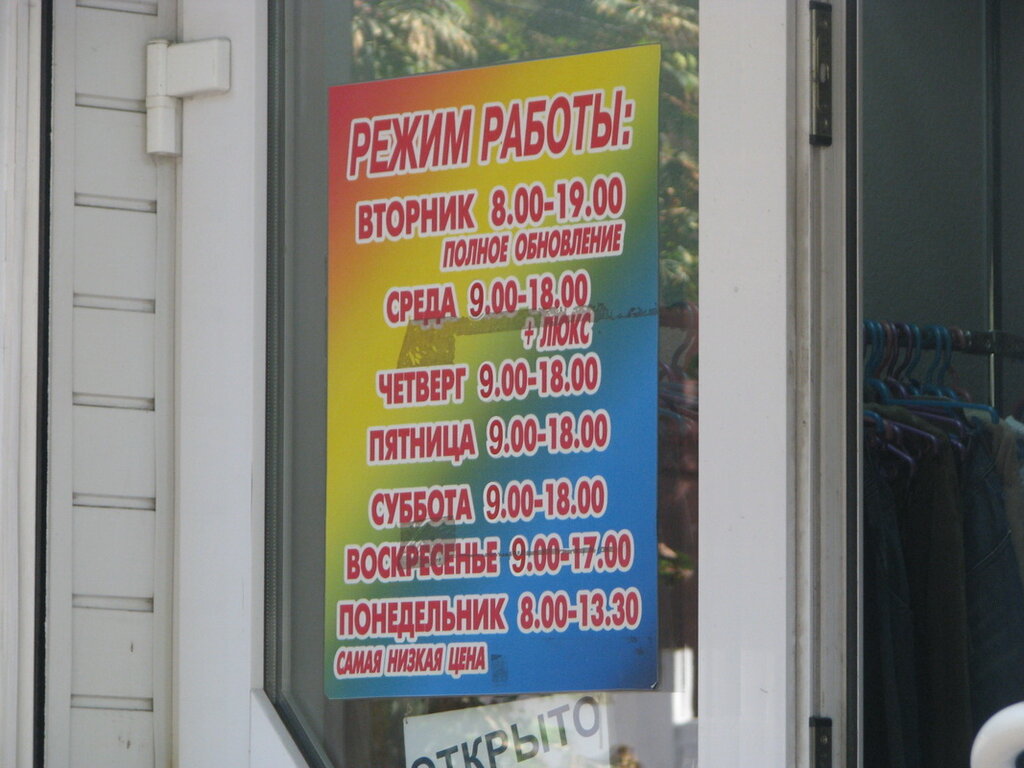 РЕЖИМ РАБОТЫ:
ВТОРНИК 8.00-19.00
ПОЛНОЕ ОБНОВЛЕНИЕ
СРЕДА 9.00-18.00
+ ЛЮКС
ЧЕТВЕРГ 9.00-18.00
ПЯТНИЦА 9.00-18.00
СУББОТА 9.00-18.00
ВОСКРЕСЕНЬЕ 9.00-17.00
ПОНЕДЕЛЬНИК 8.00-13.30
САМАЯ НИЗКАЯ ЦЕНА
ОТКРЫТО